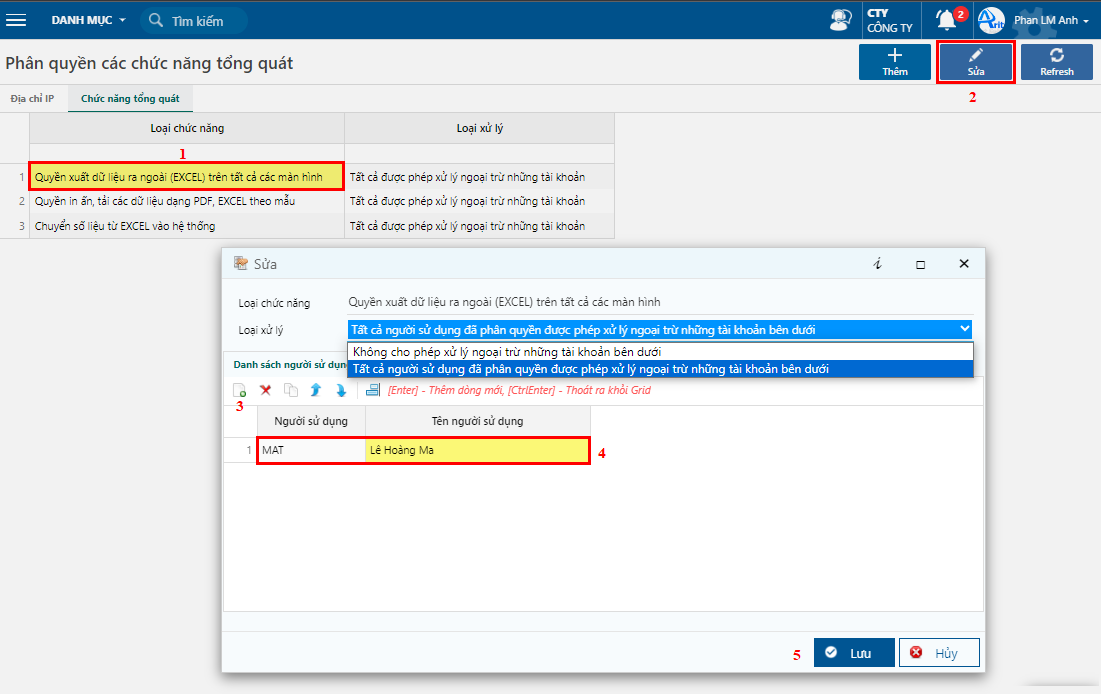 DANH MỤC
Tìm kiếm
CTY
CÔNG TY
2
Arit
Phan LM Anh
Phân quyền các chức năng tổng quát
Thêm
Sửa
Refresh
2
Địa chỉ IP
Chức năng tổng quát
Loại chức năng
Loại xử lý
1
1 Quyền xuất dữ liệu ra ngoài (EXCEL) trên tất cả các màn hình Tất cả được phép xử lý ngoại trừ những tài khoản
2 Quyền in ấn, tải các dữ liệu dạng PDF, EXCEL theo mẫu Tất cả được phép xử lý ngoại trừ những tài khoản
3 Chuyển số liệu từ EXCEL vào hệ thống Tất cả được phép xử lý ngoại trừ những tài khoản
Sửa
Loại chức năng Quyền xuất dữ liệu ra ngoài (EXCEL) trên tất cả các màn hình
Loại xử lý Tất cả người sử dụng đã phân quyền được phép xử lý ngoại trừ những tài khoản bên dưới
Không cho phép xử lý ngoại trừ những tài khoản bên dưới
Danh sách người sử dụng Tất cả người sử dụng đã phân quyền được phép xử lý ngoại trừ những tài khoản bên dưới
[Enter] - Thêm dòng mới, [CtrlEnter] - Thoát ra khỏi Grid
3
Người sử dụng Tên người sử dụng
1 MAT Lê Hoàng Ma
4
5
Lưu
Hủy